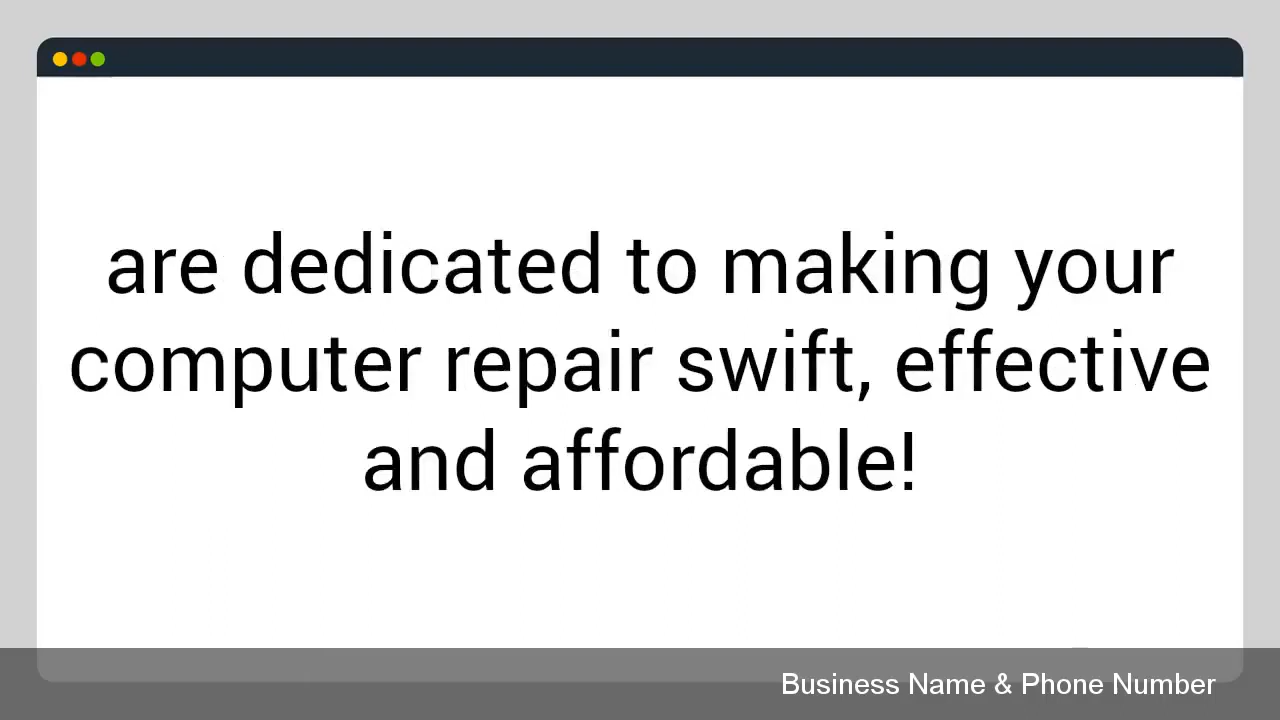 are dedicated to making your
computer repair swift, effective
and affordable!
Business Name & Phone Number